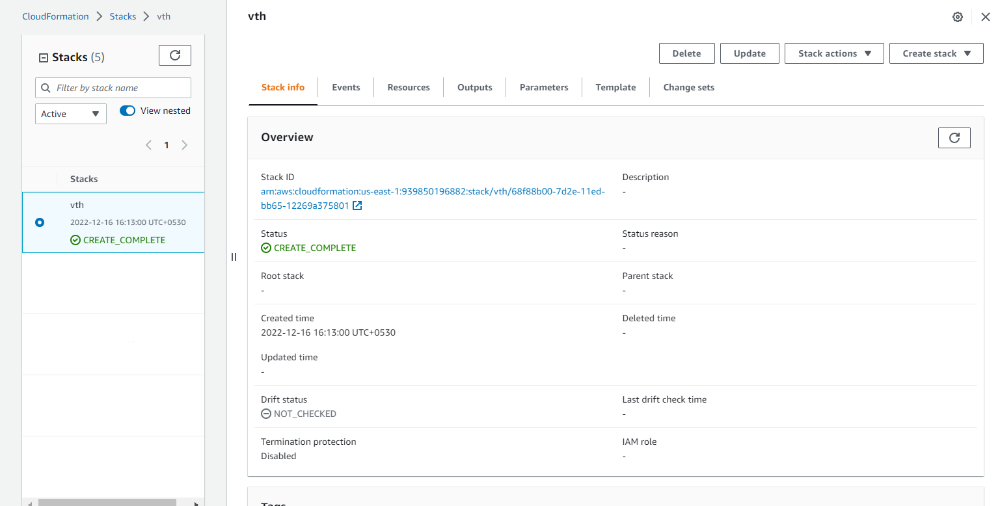 CloudFormation > Stacks > vth
Stacks (5)
Filter by stack name
Active
View nested
1
Stacks
vth
2022-12-16 16:13:00 UTC+0530
CREATE_COMPLETE
vth
Delete
Update
Stack actions
Create stack
Stack info
Events
Resources
Outputs
Parameters
Template
Change sets
Overview
Stack ID
arn:aws:cloudformation:us-east-1:939850196882:stack/vth/68f88b00-7d2e-11ed-
bb65-12269a375801
Description
-
Status
CREATE_COMPLETE
Status reason
-
Root stack
-
Parent stack
-
Created time
2022-12-16 16:13:00 UTC+0530
Deleted time
-
Updated time
-
Drift status
NOT_CHECKED
Last drift check time
-
Termination protection
Disabled
IAM role
-
Tags